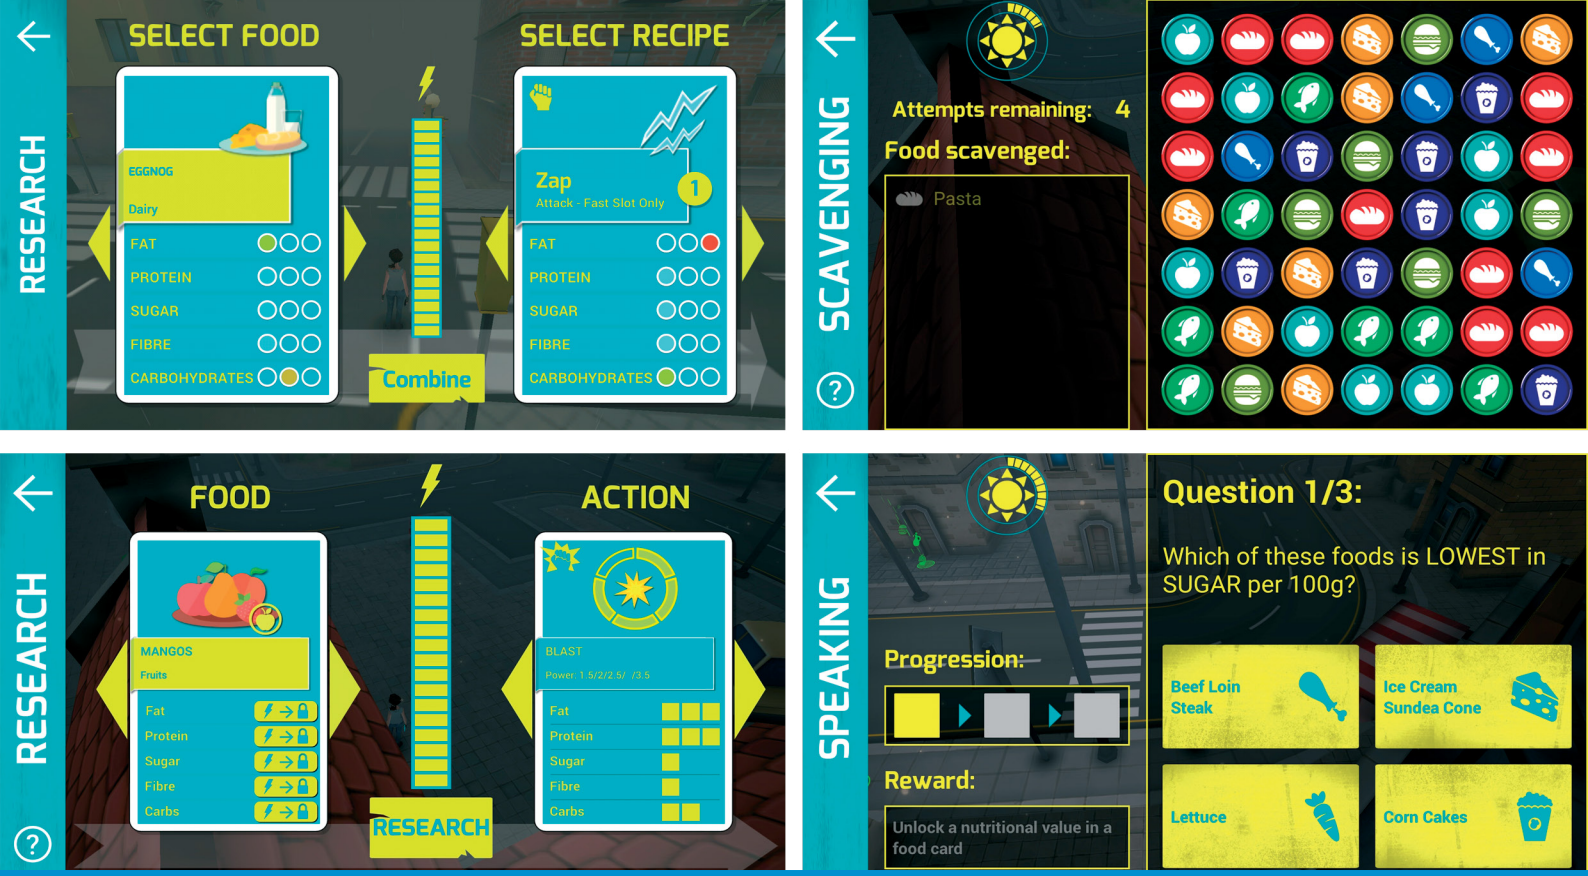 RESEARCH
SELECT FOOD
EGGNOG
Dairy
FAT
PROTEIN
SUGAR
FIBRE
CARBOHYDRATES
Combine
SELECT RECIPE
Zap
1
Attack - Fast Slot Only
FAT
PROTEIN
SUGAR
FIBRE
CARBOHYDRATES
SCAVENGING
?
Attempts remaining: 4
Food scavenged:
Pasta
RESEARCH
?
FOOD
MANGOS
Fruits
Fat
Protein
Sugar
Fibre
Carbs
RESEARCH
ACTION
BLAST
Power: 1.5/2/2.5/ /3.5
Fat
Protein
Sugar
Fibre
Carbs
SPEAKING
Progression:
Reward:
Unlock a nutritional value in a
food card
Question 1/3:
Which of these foods is LOWEST in
SUGAR per 100g?
Beef Loin
Steak
Ice Cream
Sundea Cone
Lettuce
Corn Cakes